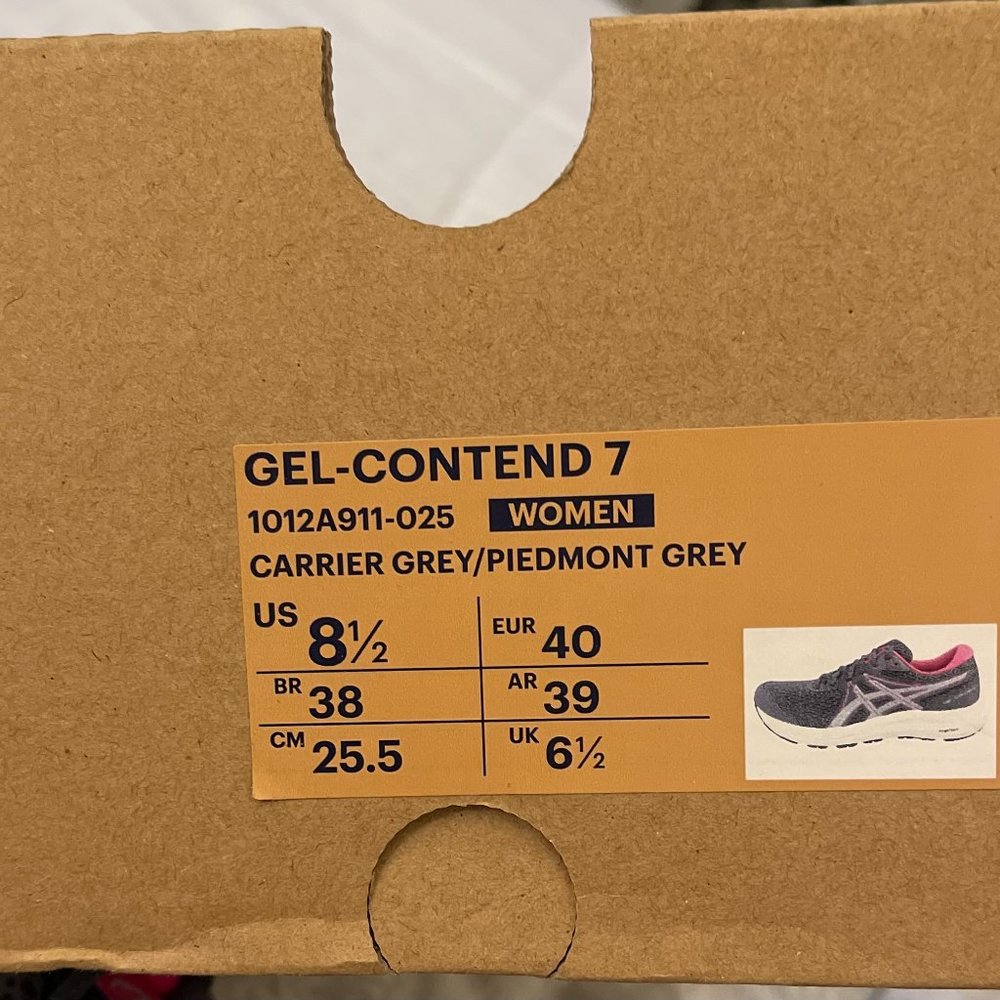 GEL-CONTEND 7
1012A911-025 WOMEN
CARRIER GREY/PIEDMONT GREY
US 8½ EUR 40
BR 38 AR 39
CM 25.5 UK 6½